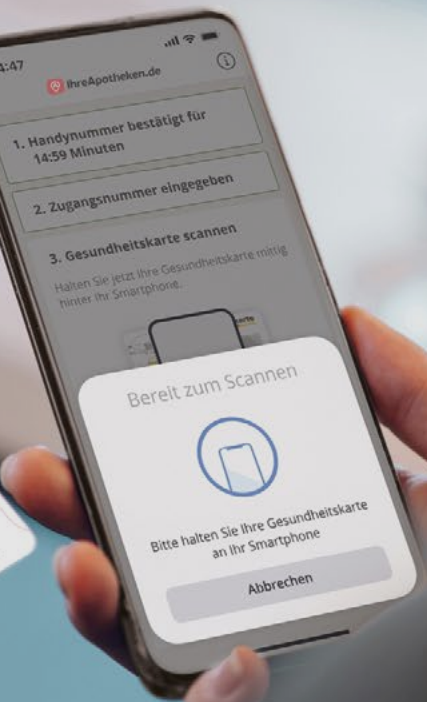 4:47
IhreApotheken.de
1. Handynummer bestätigt für
14:59 Minuten
2. Zugangsnummer eingegeben
3. Gesundheitskarte scannen
Halten Sie jetzt Ihre Gesundheitskarte mittig
hinter Ihr Smartphone.
Bereit zum Scannen
Bitte halten Sie Ihre Gesundheitskarte
an Ihr Smartphone
Abbrechen